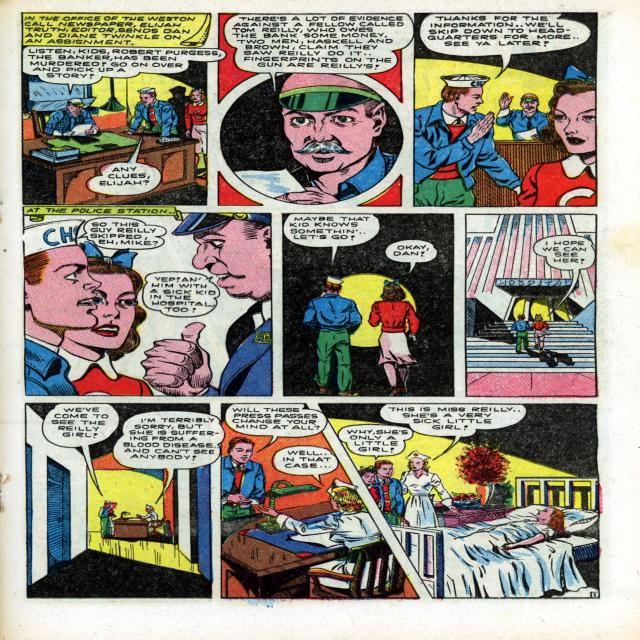 IN THE OFFICE OF THE WESTON
CALL NEWSPAPER, ELIJAH
TRUTH, EDITOR, SENDS DAN
AND DIANE TWINKLE ON
AN ASSIGNMENT.
LISTEN, KIDS, ROBERT PURGESS,
THE BANKER, HAS BEEN
MURDERED! GO ON OVER
AND PICK UP A
STORY!
ANY
CLUES,
ELIJAH?
THERE'S A LOT OF EVIDENCE
AGAINST A FELLOW CALLED
TOM REILLY, WHO OWES
THE BANK SOME MONEY.
TWO MEN, HASKELL AND
BROWN, CLAIM THEY
SAW REILLY DO IT..
FINGERPRINTS ON THE
GUN ARE REILLY'S!
THANKS FOR THE
INFORMATION.. WE'LL
SKIP DOWN TO HEAD-
QUARTERS FOR MORE..
SEE YA LATER!
C
AT THE POLICE STATION..
CH
SO THIS
GUY REILLY
SKIPPED,
EH, MIKE?
YEP! AN'
HIM WITH
A SICK KID
IN THE
HOSPITAL,
TOO!
MAYBE THAT
KID KNOWS
SOMETHIN'..
LET'S GO!
OKAY,
DAN!
I HOPE
WE CAN
SEE
HER!
HOSPITAL
WE'VE
COME TO
SEE THE
REILLY
GIRL!
I'M TERRIBLY
SORRY, BUT
SHE IS SUFFER-
ING FROM A
BLOOD DISEASE,
AND CAN'T SEE
ANYBODY!
WILL THESE
PRESS PASSES
CHANGE YOUR
MIND AT ALL?
WELL...
IN THAT
CASE...
THIS IS MISS REILLY..
SHE'S A VERY
SICK LITTLE
GIRL!
WHY, SHE'S
ONLY A
LITTLE
GIRL!